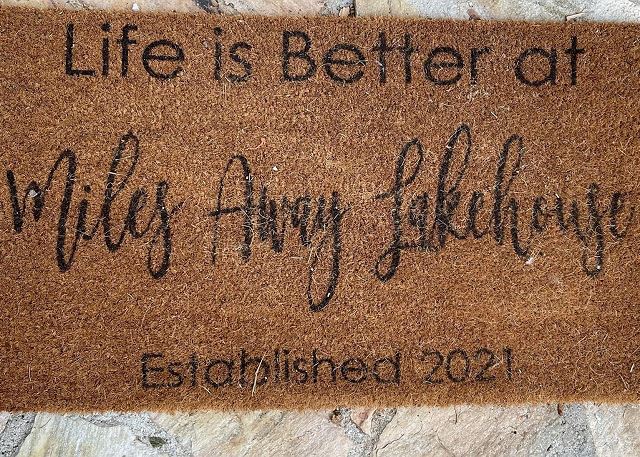 Life is Better at
Miles Away Lakehouse
Established 2021